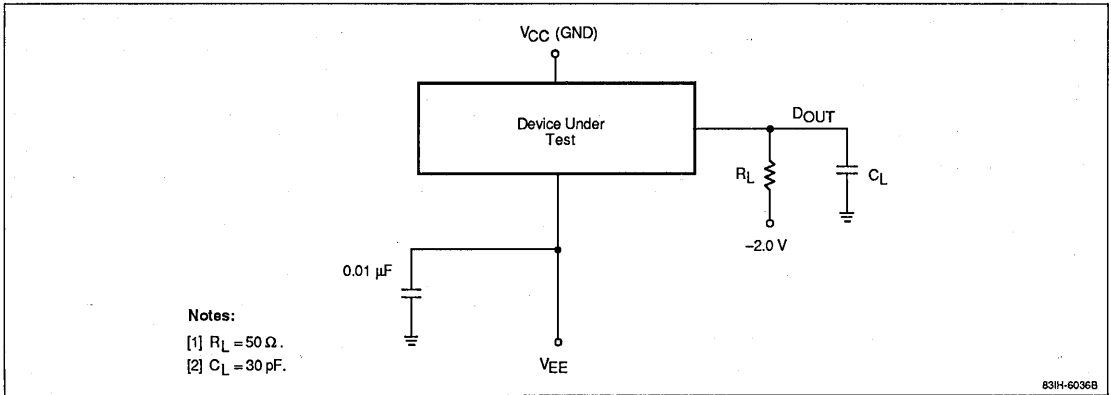 VCC (GND)
Device Under
Test
DOUT
RL
CL
–2.0 V
0.01 µF
VEE
Notes:
[1] RL = 50 Ω.
[2] CL = 30 pF.
83IH-6036B